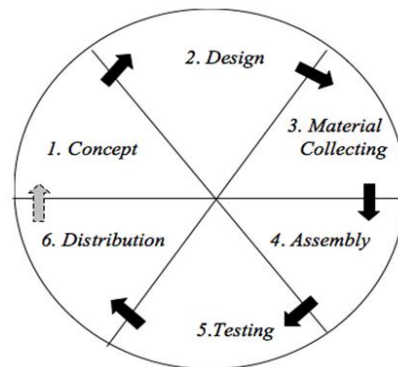 1. Concept
2. Design
3. Material
Collecting
4. Assembly
5.Testing
6. Distribution